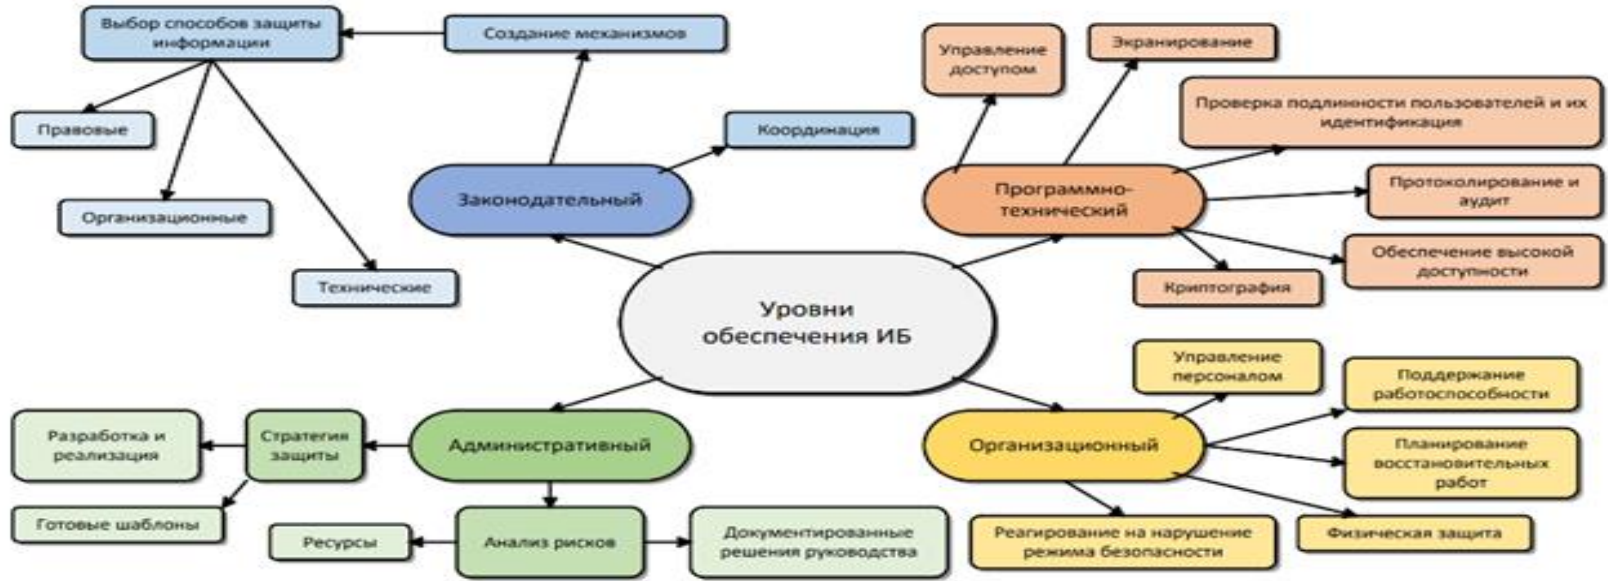 Выбор способов защиты
информации
Создание механизмов
Правовые
Организационные
Технические
Координация
Законодательный
Управление
доступом
Экранирование
Проверка подлинности пользователей и их
идентификация
Программно-
технический
Протоколирование и
аудит
Обеспечение высокой
доступности
Криптография
Уровни
обеспечения ИБ
Разработка и
реализация
Стратегия
защиты
Административный
Готовые шаблоны
Ресурсы
Анализ рисков
Документированные
решения руководства
Управление
персоналом
Организационный
Поддержание
работоспособности
Планирование
восстановительных
работ
Реагирование на нарушение
режима безопасности
Физическая защита